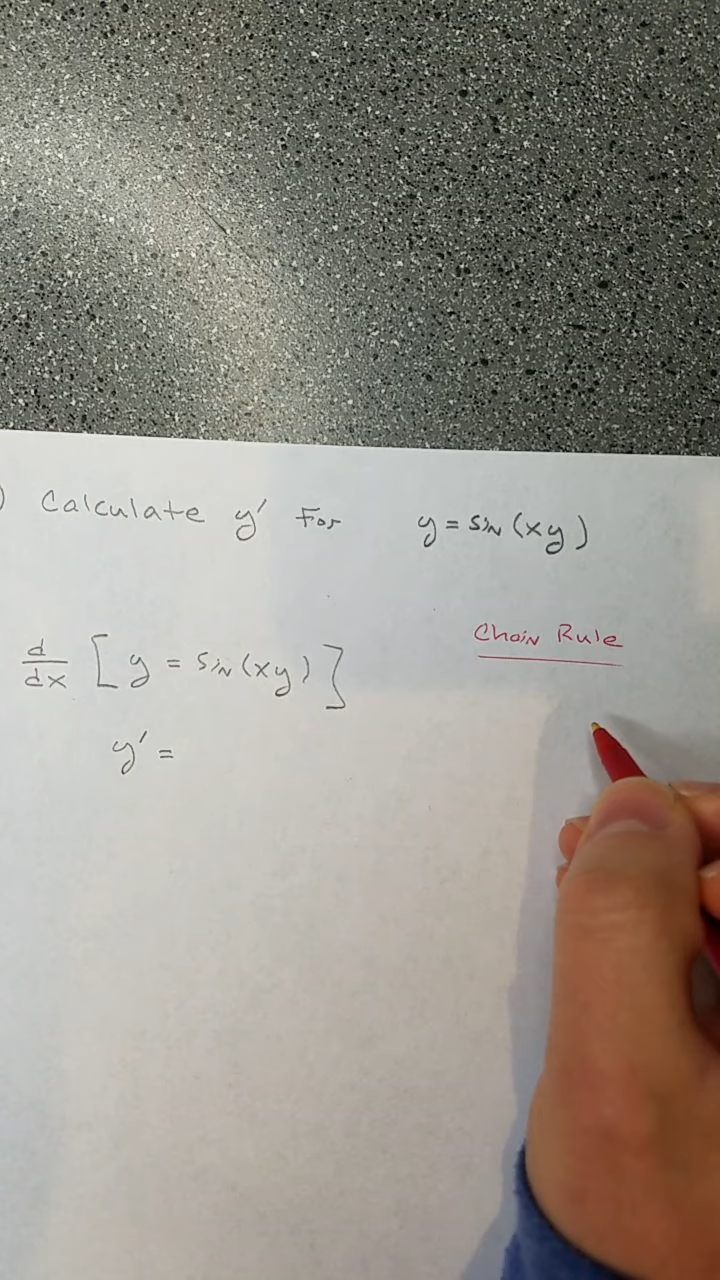 ) Calculate y' For y = sin (xy)
Chain Rule
d/dx [y = sin(xy)]
y' =